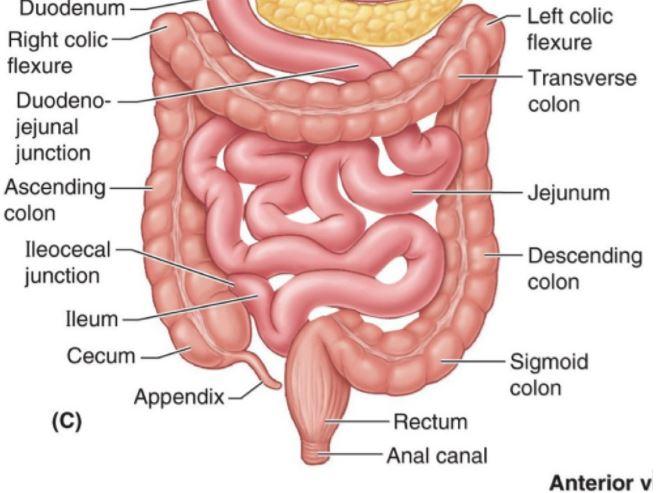 Duodenum
Right colic
flexure
Duodeno-
jejunal
junction
Ascending
colon
Ileocecal
junction
Ileum
Cecum
Appendix
(C)
Left colic
flexure
Transverse
colon
Jejunum
Descending
colon
Sigmoid
colon
Rectum
Anal canal
Anterior